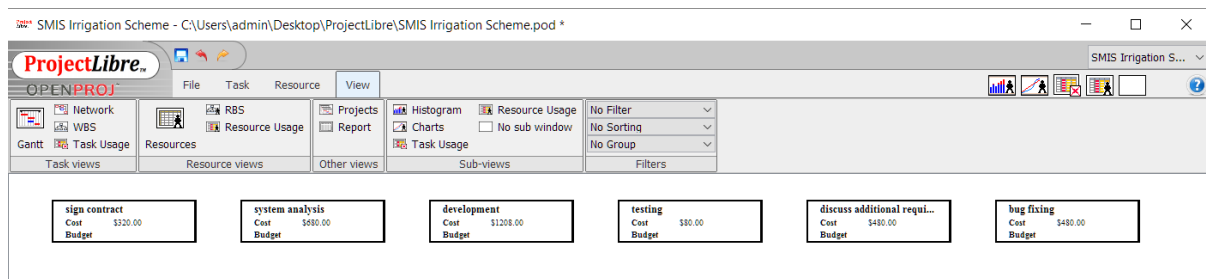 SMIS Irrigation Scheme - C:\Users\admin\Desktop\ProjectLibre\SMIS Irrigation Scheme.pod *
ProjectLibre
SMIS Irrigation S...
OPENPROJ
File Task Resource View
Network RBS Projects Histogram Resource Usage No Filter
WBS Resource Usage Report Charts No sub window No Sorting
Gantt Task Usage Resources Task Usage No Group
Task views Resource views Other views Sub-views Filters
sign contract system analysis development testing discuss additional requi... bug fixing
Cost $320.00 Cost $680.00 Cost $1208.00 Cost $80.00 Cost $480.00 Cost $480.00
Budget Budget Budget Budget Budget Budget